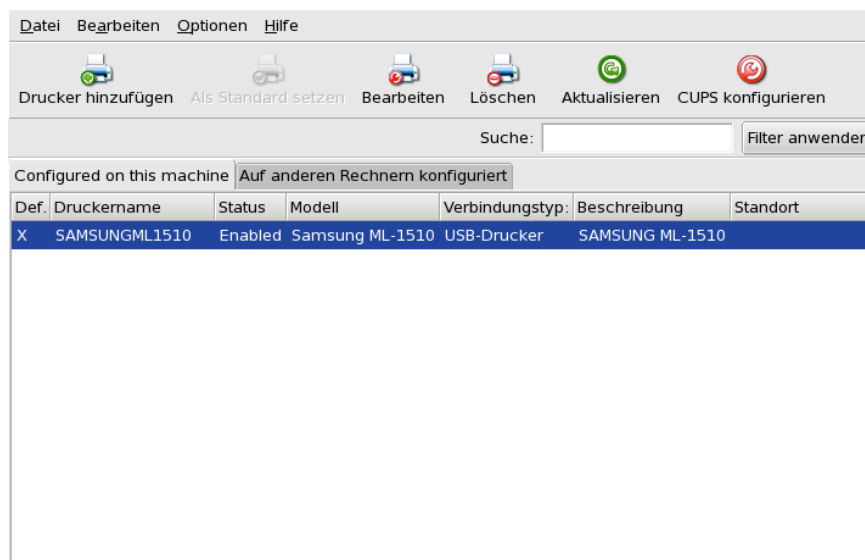 Datei Bearbeiten Optionen Hilfe
Drucker hinzufügen Als Standard setzen Bearbeiten Löschen Aktualisieren CUPS konfigurieren
Suche: Filter anwenden
Configured on this machine Auf anderen Rechnern konfiguriert
Def. Druckername Status Modell Verbindungstyp: Beschreibung Standort
X SAMSUNGML1510 Enabled Samsung ML-1510 USB-Drucker SAMSUNG ML-1510